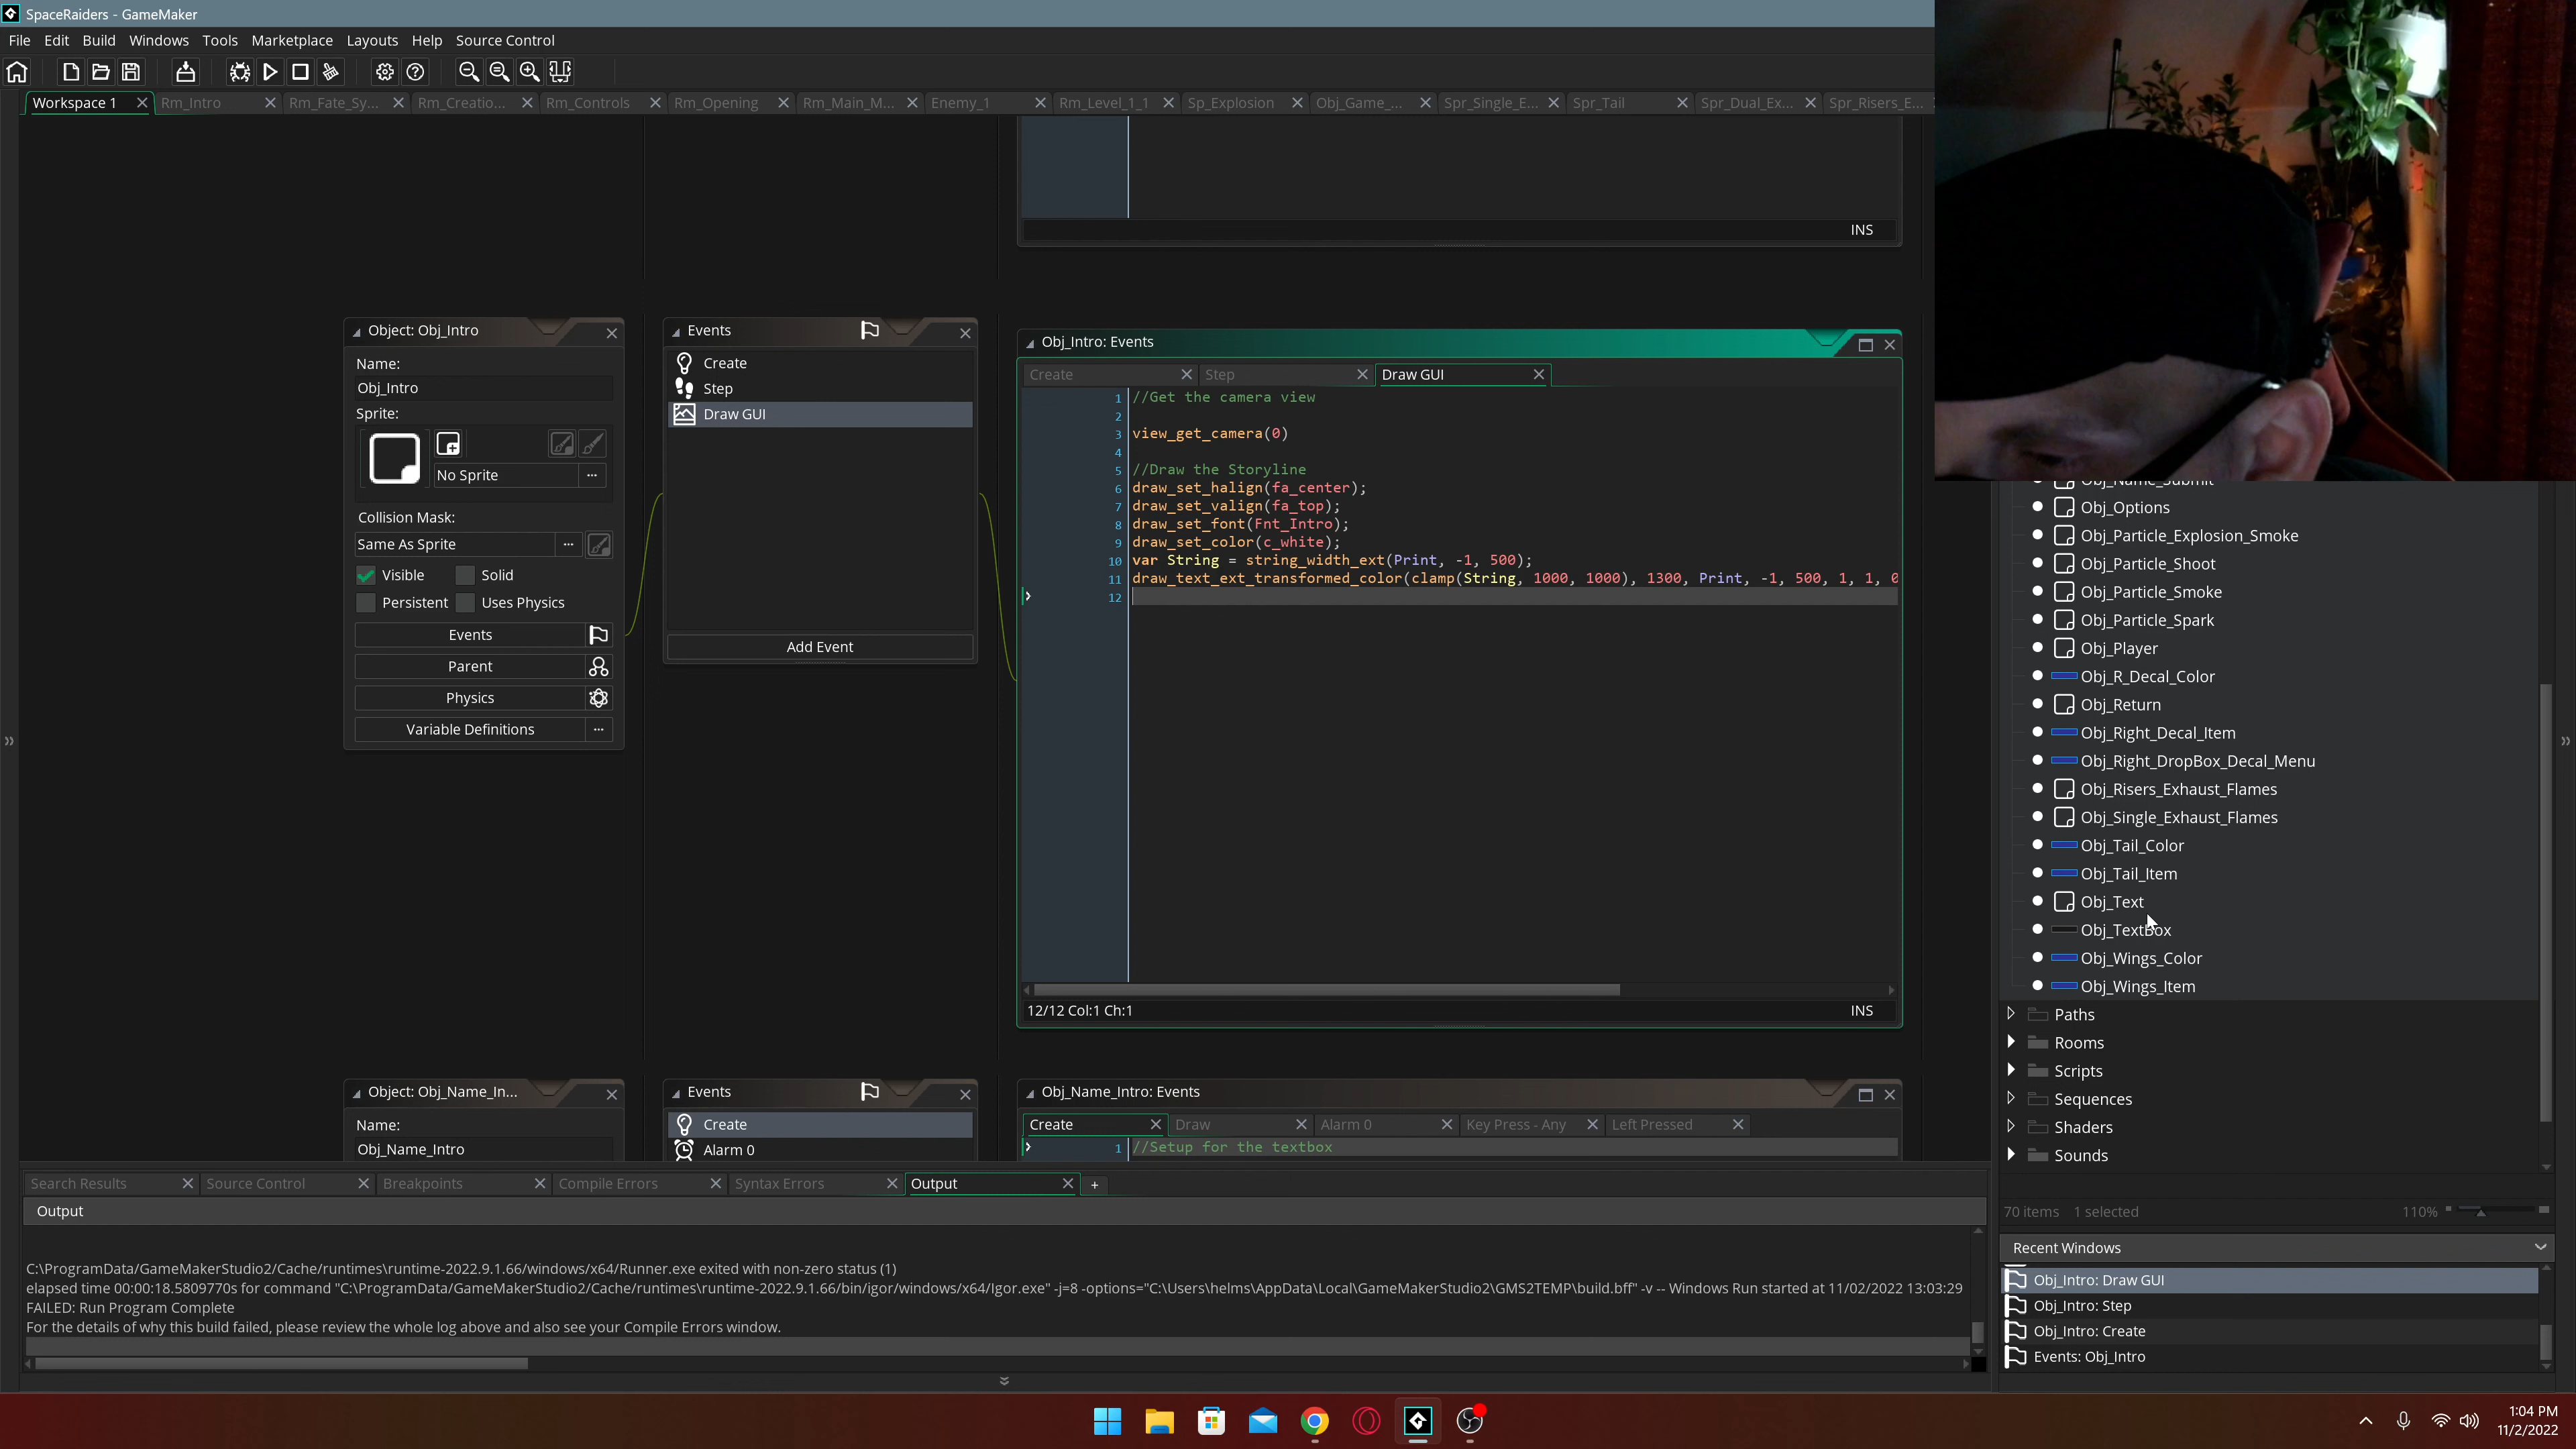 SpaceRaiders - GameMaker
File Edit Build Windows Tools Marketplace Layouts Help Source Control
Workspace 1 Rm_Intro Rm_Fate_Sy... Rm_Creatio... Rm_Controls Rm_Opening Rm_Main_M... Enemy_1 Rm_Level_1_1 Sp_Explosion Obj_Game_... Spr_Single_E... Spr_Tail Spr_Dual_Ex... Spr_Risers_E...
INS
Object: Obj_Intro
Name:
Obj_Intro
Sprite:
No Sprite
...
Collision Mask:
Same As Sprite
...
Visible Solid
Persistent Uses Physics
Events
Parent
Physics
Variable Definitions
...
Events
Create
Step
Draw GUI
Add Event
Obj_Intro: Events
Create Step Draw GUI
1 //Get the camera view
2
3 view_get_camera(0)
4
5 //Draw the Storyline
6 draw_set_halign(fa_center);
7 draw_set_valign(fa_top);
8 draw_set_font(Fnt_Intro);
9 draw_set_color(c_white);
10 var String = string_width_ext(Print, -1, 500);
11 draw_text_ext_transformed_color(clamp(String, 1000, 1000), 1300, Print, -1, 500, 1, 1, 0
12
12/12 Col:1 Ch:1 INS
Object: Obj_Name_In...
Name:
Obj_Name_Intro
Events
Create
Alarm 0
Obj_Name_Intro: Events
Create Draw Alarm 0 Key Press - Any Left Pressed
1 //Setup for the textbox
Obj_Name_Submit
Obj_Options
Obj_Particle_Explosion_Smoke
Obj_Particle_Shoot
Obj_Particle_Smoke
Obj_Particle_Spark
Obj_Player
Obj_R_Decal_Color
Obj_Return
Obj_Right_Decal_Item
Obj_Right_DropBox_Decal_Menu
Obj_Risers_Exhaust_Flames
Obj_Single_Exhaust_Flames
Obj_Tail_Color
Obj_Tail_Item
Obj_Text
Obj_TextBox
Obj_Wings_Color
Obj_Wings_Item
Paths
Rooms
Scripts
Sequences
Shaders
Sounds
70 items 1 selected 110%
Recent Windows
Obj_Intro: Draw GUI
Obj_Intro: Step
Obj_Intro: Create
Events: Obj_Intro
Search Results Source Control Breakpoints Compile Errors Syntax Errors Output +
Output
C:\ProgramData/GameMakerStudio2/Cache/runtimes\runtime-2022.9.1.66/windows/x64/Runner.exe exited with non-zero status (1)
elapsed time 00:00:18.5809770s for command "C:\ProgramData/GameMakerStudio2/Cache/runtimes\runtime-2022.9.1.66/bin/igor/windows/x64/Igor.exe" -j=8 -options="C:\Users\helms\AppData\Local\GameMakerStudio2\GMS2TEMP\build.bff" -v -- Windows Run started at 11/02/2022 13:03:29
FAILED: Run Program Complete
For the details of why this build failed, please review the whole log above and also see your Compile Errors window.
1:04 PM
11/2/2022